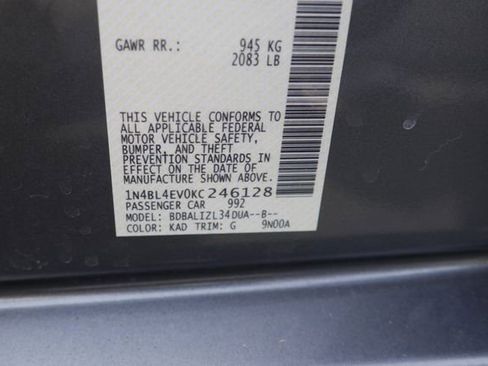 GAWR RR.: 945 KG
2083 LB
THIS VEHICLE CONFORMS TO
ALL APPLICABLE FEDERAL
MOTOR VEHICLE SAFETY,
BUMPER, AND THEFT
PREVENTION STANDARDS
IN EFFECT ON THE DATE
OF MANUFACTURE SHOWN ABOVE.
1N4BL4EV0KC246128
PASSENGER CAR 992
MODEL: BDBALIZL34DUA--B--
COLOR: KAD TRIM: G 9N00A